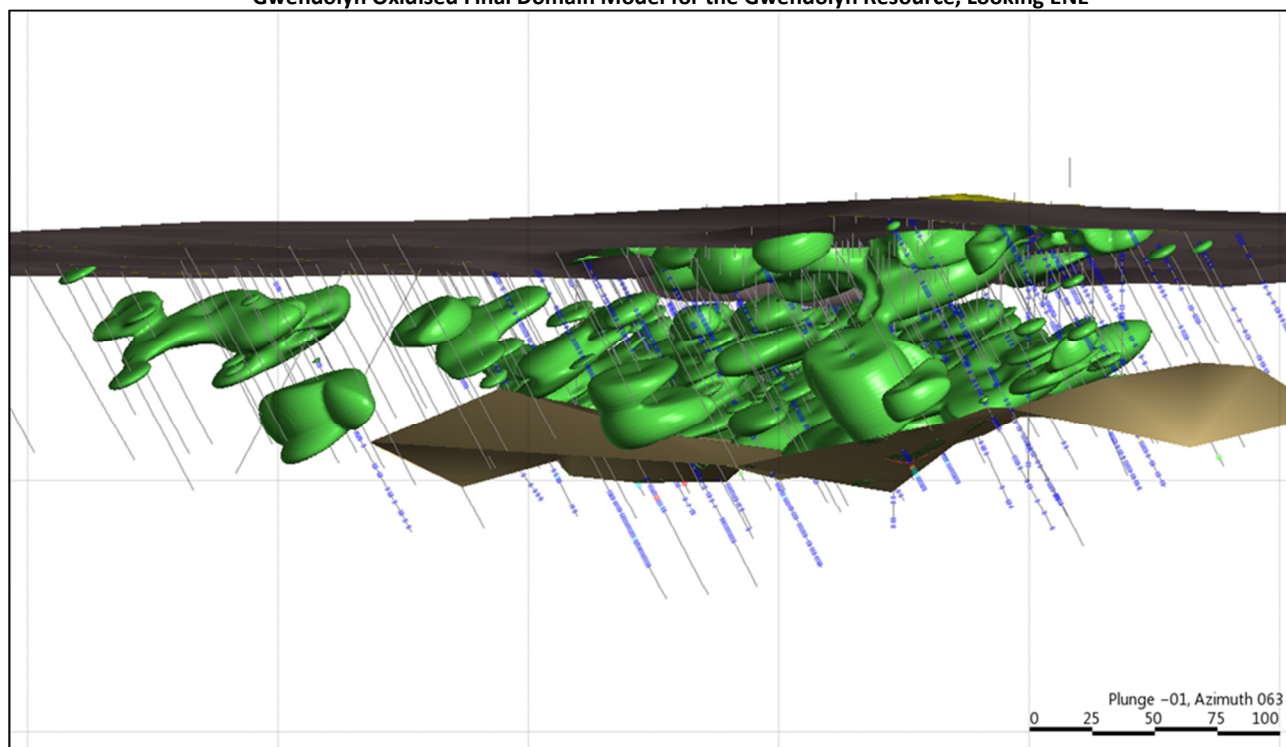 Gwendolyn Oxidised Final Domain Model for the Gwendolyn Resource, Looking ENE
Plunge −01, Azimuth 063
0 25 50 75 100